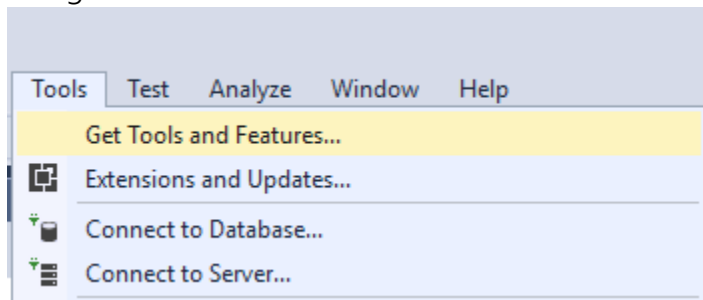 Tools Test Analyze Window Help
Get Tools and Features...
Extensions and Updates...
Connect to Database...
Connect to Server...